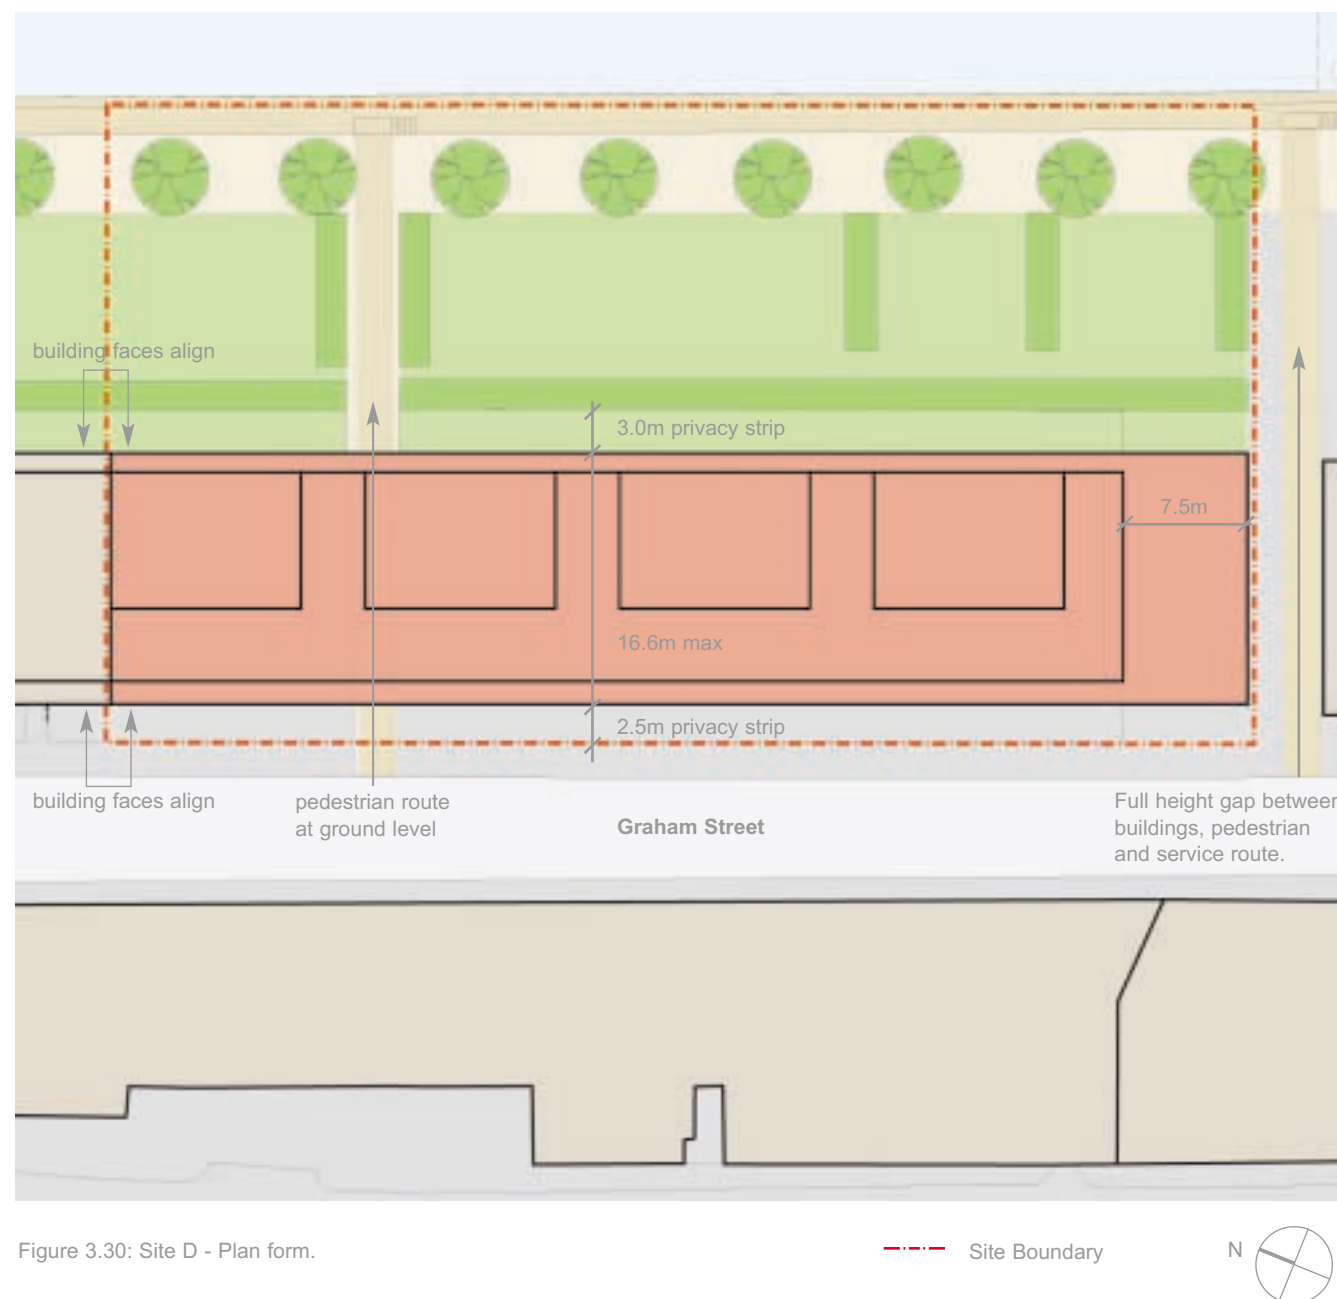 building faces align
3.0m privacy strip
7.5m
16.6m max
2.5m privacy strip
building faces align
pedestrian route
at ground level
Graham Street
Full height gap between
buildings, pedestrian
and service route.
Figure 3.30: Site D - Plan form.
Site Boundary
N